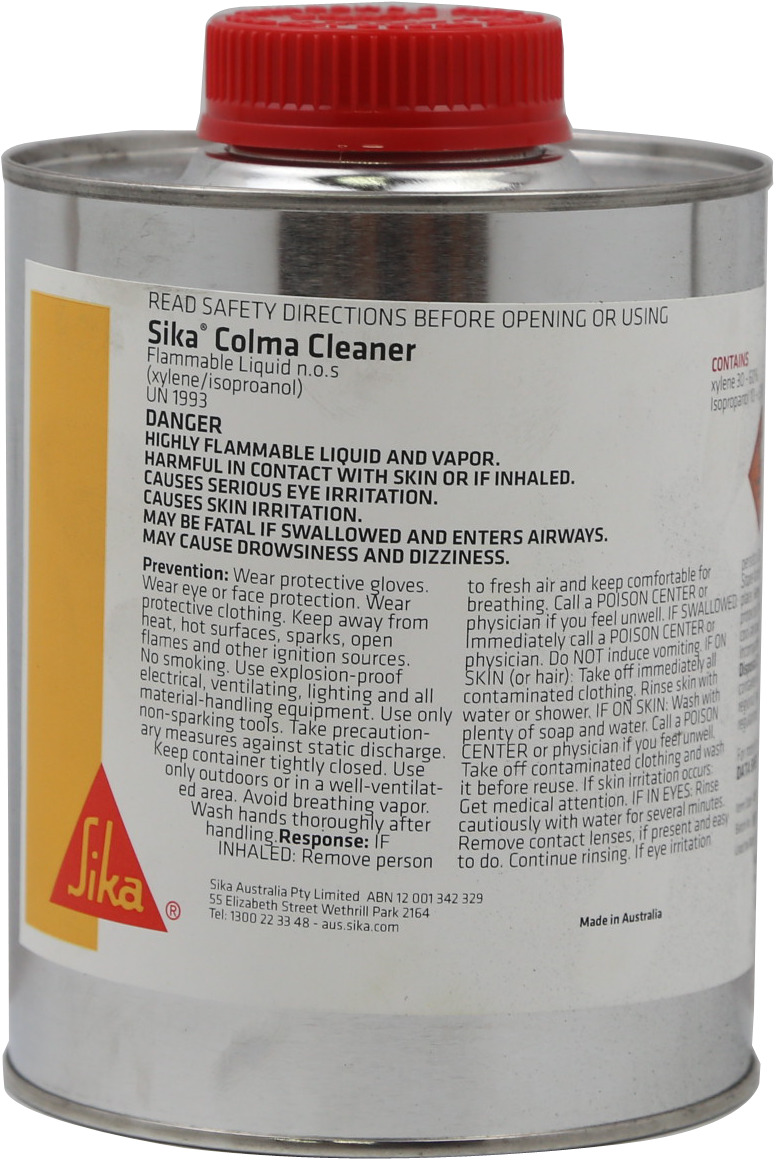 READ SAFETY DIRECTIONS BEFORE OPENING OR USING
Sika® Colma Cleaner
Flammable Liquid n.o.s
(xylene/isoproanol)
UN 1993
DANGER
HIGHLY FLAMMABLE LIQUID AND VAPOR.
HARMFUL IN CONTACT WITH SKIN OR IF INHALED.
CAUSES SERIOUS EYE IRRITATION.
CAUSES SKIN IRRITATION.
MAY BE FATAL IF SWALLOWED AND ENTERS AIRWAYS.
MAY CAUSE DROWSINESS AND DIZZINESS.
Prevention: Wear protective gloves.
Wear eye or face protection. Wear
protective clothing. Keep away from
heat, hot surfaces, sparks, open
flames and other ignition sources.
No smoking. Use explosion-proof
electrical, ventilating, lighting and all
material-handling equipment. Use only
non-sparking tools. Take precaution-
ary measures against static discharge.
Keep container tightly closed. Use
only outdoors or in a well-ventilat-
ed area. Avoid breathing vapor.
Wash hands thoroughly after
handling.Response: IF
INHALED: Remove person
to fresh air and keep comfortable for
breathing. Call a POISON CENTER or
physician if you feel unwell. IF SWALLOWED:
Immediately call a POISON CENTER or
physician. Do NOT induce vomiting. IF ON
SKIN (or hair): Take off immediately all
contaminated clothing. Rinse skin with
water or shower. IF ON SKIN: Wash with
plenty of soap and water. Call a POISON
CENTER or physician if you feel unwell.
Take off contaminated clothing and wash
it before reuse. If skin irritation occurs:
Get medical attention. IF IN EYES: Rinse
cautiously with water for several minutes.
Remove contact lenses, if present and easy
to do. Continue rinsing. If eye irritation
CONTAINS
xylene 30 - 60%
Isopropanol 10
Sika ®
Sika Australia Pty Limited ABN 12 001 342 329
55 Elizabeth Street Wethrill Park 2164
Tel: 1300 22 33 48 - aus.sika.com
Made in Australia